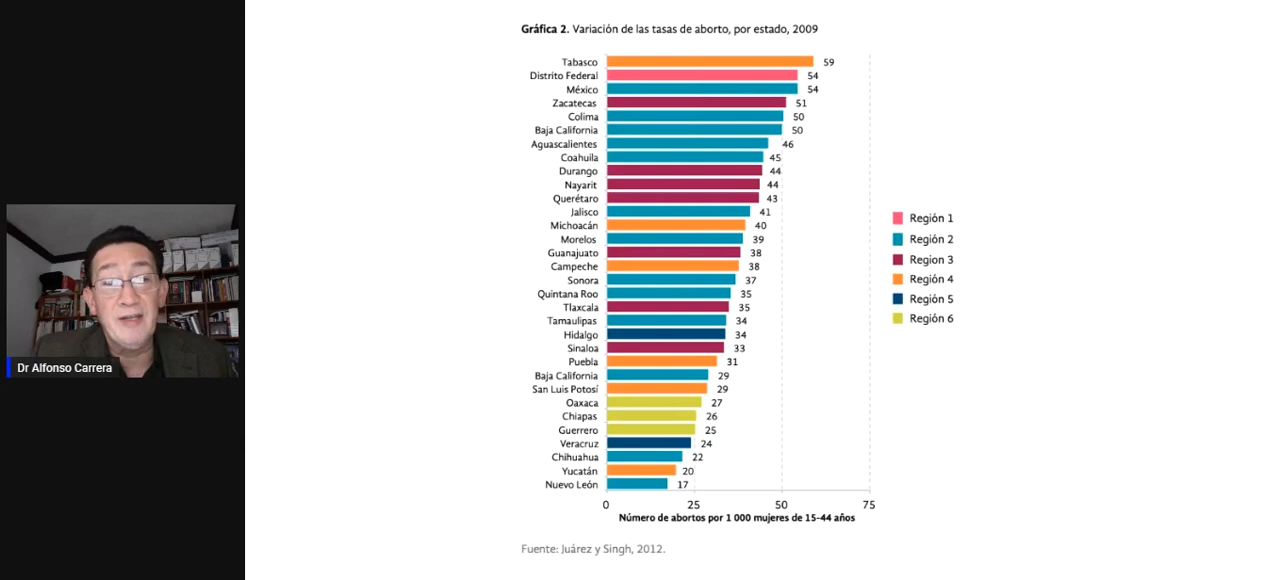 Gráfica 2. Variación de las tasas de aborto, por estado, 2009
Tabasco 59
Distrito Federal 54
México 54
Zacatecas 51
Colima 50
Baja California 50
Aguascalientes 46
Coahuila 45
Durango 44
Nayarit 44
Querétaro 43
Jalisco 41
Michoacán 40
Morelos 39
Guanajuato 38
Campeche 38
Sonora 37
Quintana Roo 35
Tlaxcala 35
Tamaulipas 34
Hidalgo 34
Sinaloa 33
Puebla 31
Baja California 29
San Luis Potosí 29
Oaxaca 27
Chiapas 26
Guerrero 25
Veracruz 24
Chihuahua 22
Yucatán 20
Nuevo León 17
0 25 50 75
Número de abortos por 1 000 mujeres de 15-44 años
Región 1
Región 2
Region 3
Región 4
Región 5
Región 6
Fuente: Juárez y Singh, 2012.
Dr Alfonso Carrera